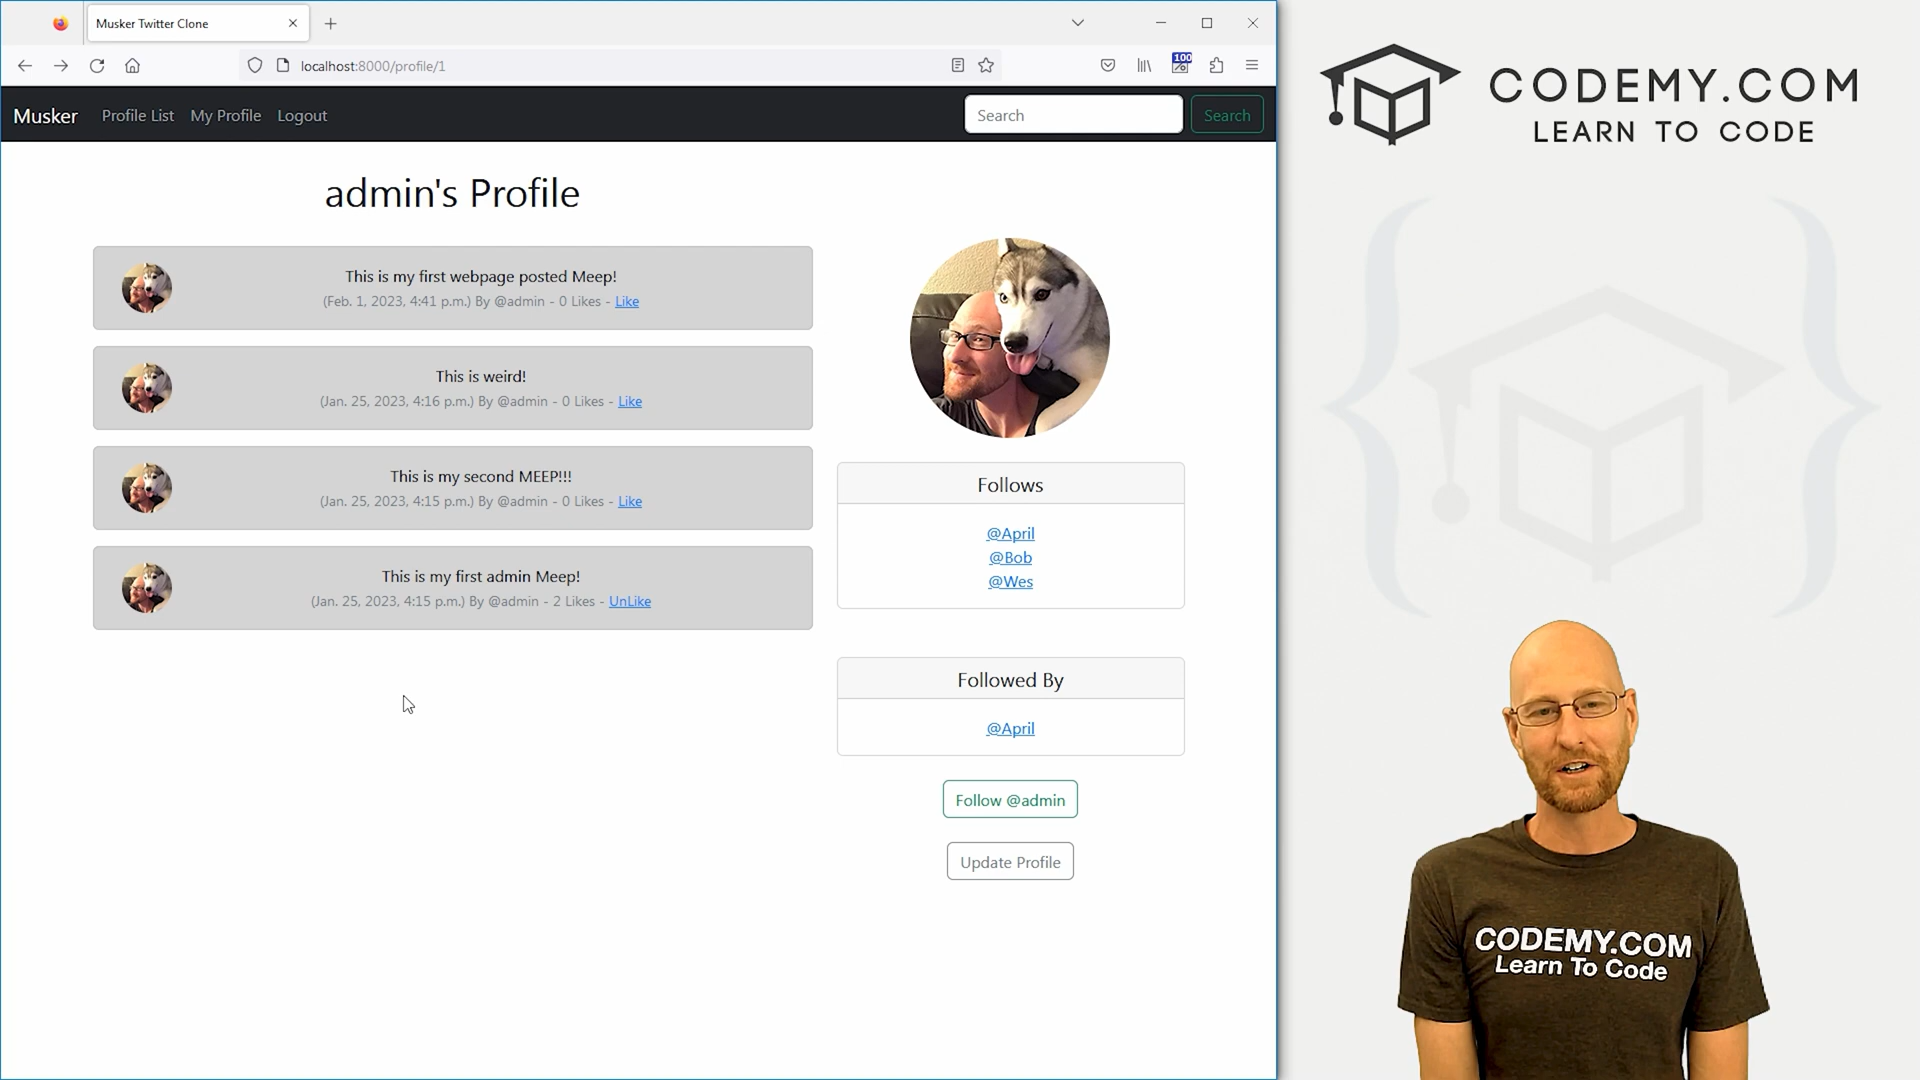 Musker Twitter Clone
localhost:8000/profile/1
100
Musker Profile List My Profile Logout
Search Search
admin's Profile
This is my first webpage posted Meep!
(Feb. 1, 2023, 4:41 p.m.) By @admin - 0 Likes - Like
This is weird!
(Jan. 25, 2023, 4:16 p.m.) By @admin - 0 Likes - Like
This is my second MEEP!!!
(Jan. 25, 2023, 4:15 p.m.) By @admin - 0 Likes - Like
This is my first admin Meep!
(Jan. 25, 2023, 4:15 p.m.) By @admin - 2 Likes - UnLike
Follows
@April
@Bob
@Wes
Followed By
@April
Follow @admin
Update Profile
CODEMY.COM
LEARN TO CODE
CODEMY.COM
Learn To Code